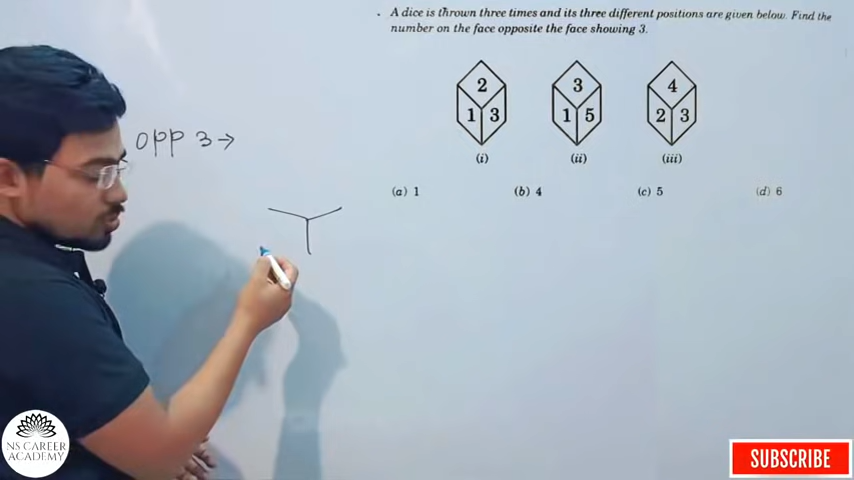 . A dice is thrown three times and its three different positions are given below. Find the
number on the face opposite the face showing 3.
2
1 3
(i)
3
1 5
(ii)
4
2 3
(iii)
(a) 1 (b) 4 (c) 5 (d) 6
OPP 3 →
NS CAREER
ACADEMY
SUBSCRIBE